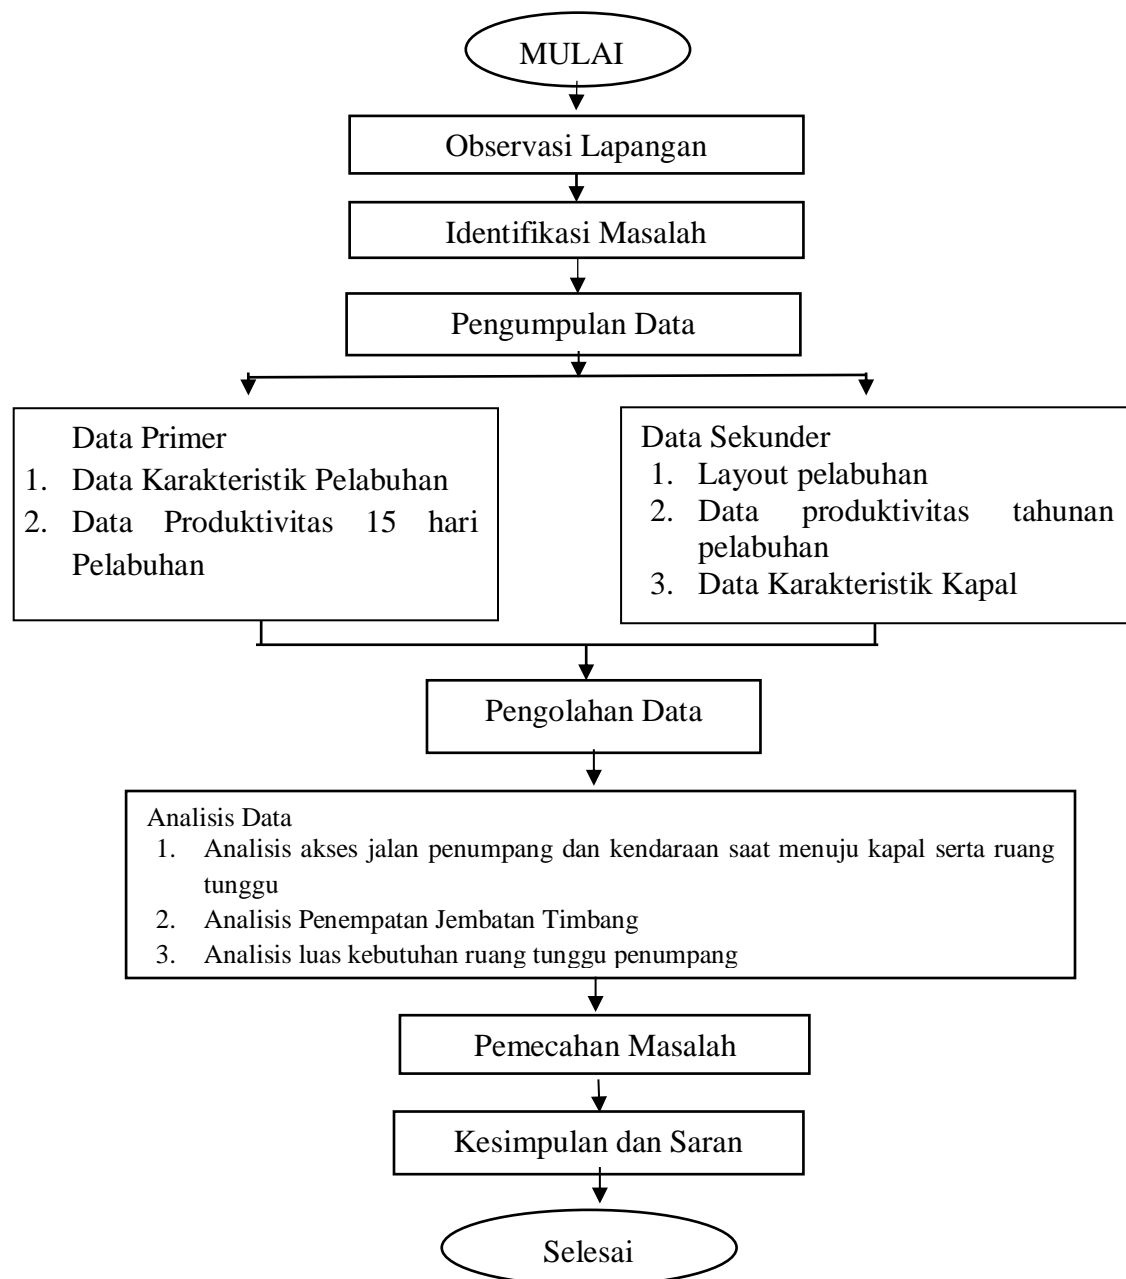 MULAI
Observasi Lapangan
Identifikasi Masalah
Pengumpulan Data
Data Primer
1. Data Karakteristik Pelabuhan
2. Data Produktivitas 15 hari
Pelabuhan
Data Sekunder
1. Layout pelabuhan
2. Data produktivitas tahunan
pelabuhan
3. Data Karakteristik Kapal
Pengolahan Data
Analisis Data
1. Analisis akses jalan penumpang dan kendaraan saat menuju kapal serta ruang
tunggu
2. Analisis Penempatan Jembatan Timbang
3. Analisis luas kebutuhan ruang tunggu penumpang
Pemecahan Masalah
Kesimpulan dan Saran
Selesai